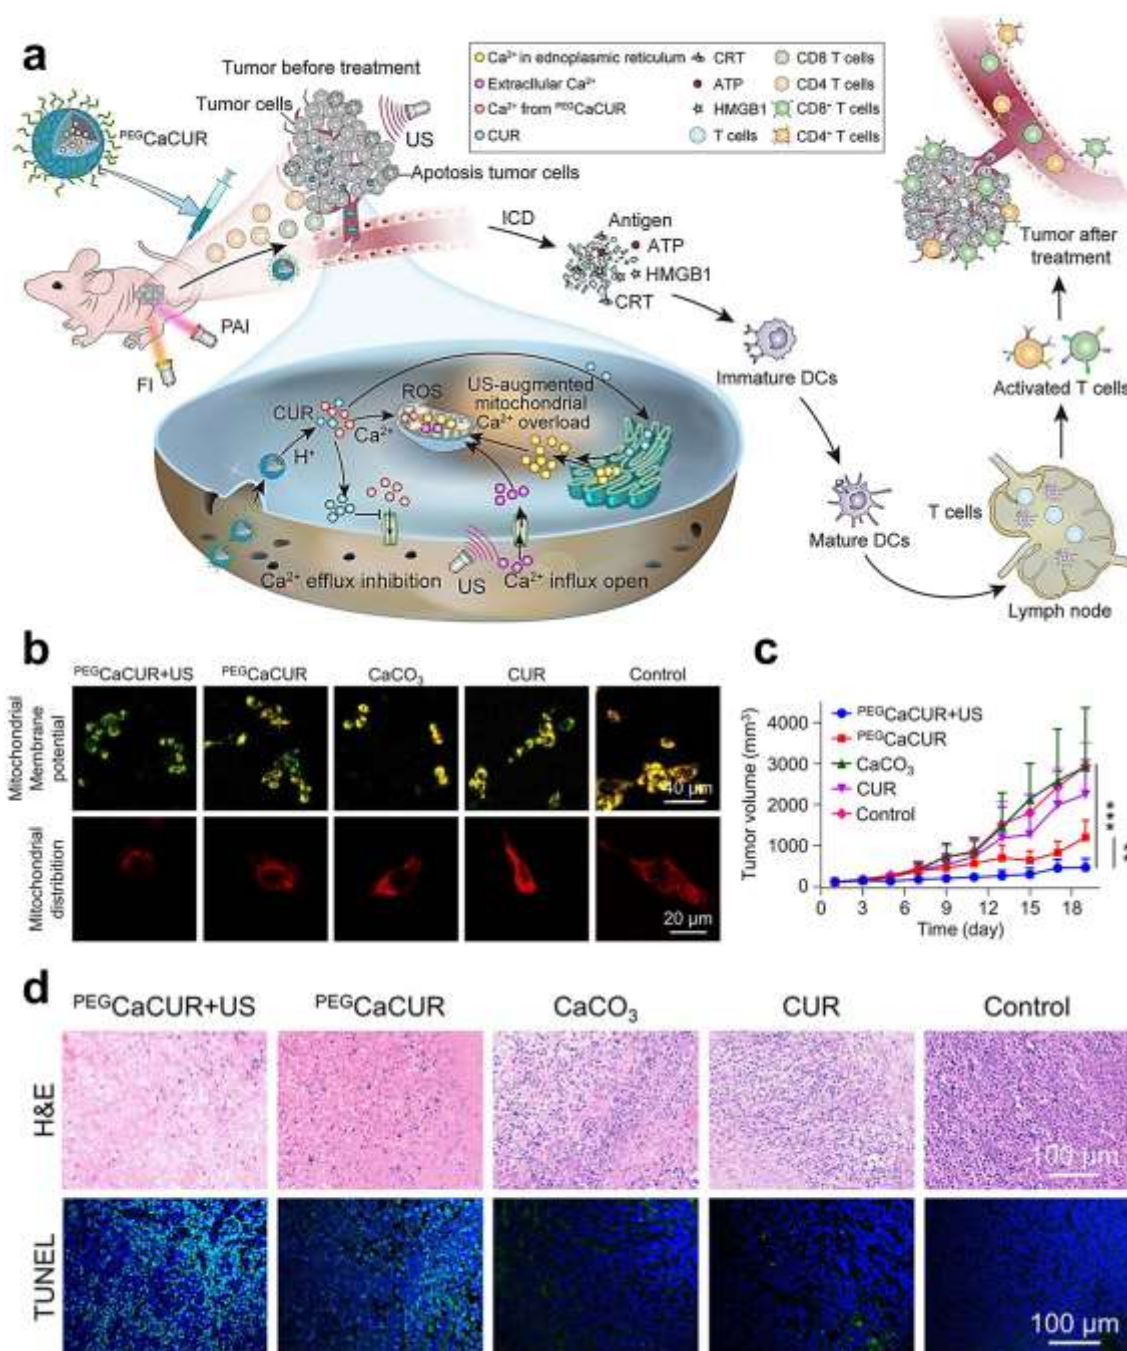 a
Tumor before treatment
Tumor cells
PEGCaCUR
US
Apotosis tumor cells
Ca²⁺ in ednoplasmic reticulum
Extracllular Ca²⁺
Ca²⁺ from PEGCaCUR
CUR
CRT
ATP
HMGB1
T cells
CD8 T cells
CD4 T cells
CD8⁺ T cells
CD4⁺ T cells
ICD
Antigen
ATP
HMGB1
CRT
Tumor after
treatment
PAI
FI
Immature DCs
Activated T cells
CUR
Ca²⁺
H⁺
ROS
US-augmented
mitochondrial
Ca²⁺ overload
Ca²⁺ efflux inhibition
US
Ca²⁺ influx open
Mature DCs
T cells
Lymph node
b
PEGCaCUR+US
PEGCaCUR
CaCO₃
CUR
Control
Mitochondrial
Membrane
potential
40 µm
Mitochondrial
distribition
20 µm
c
Tumor volume (mm³)
4000
3000
2000
1000
0
PEGCaCUR+US
PEGCaCUR
CaCO₃
CUR
Control
***
**
0 3 6 9 12 15 18
Time (day)
d
PEGCaCUR+US
PEGCaCUR
CaCO₃
CUR
Control
H&E
100 µm
TUNEL
100 µm